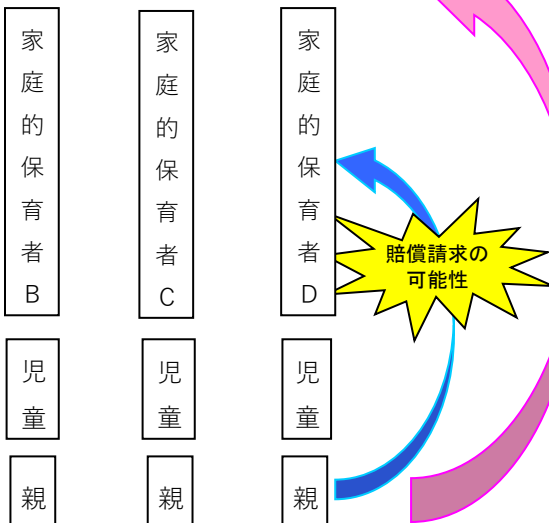 家庭的保育者B
家庭的保育者C
家庭的保育者D
賠償請求の
可能性
児童
児童
児童
親
親
親